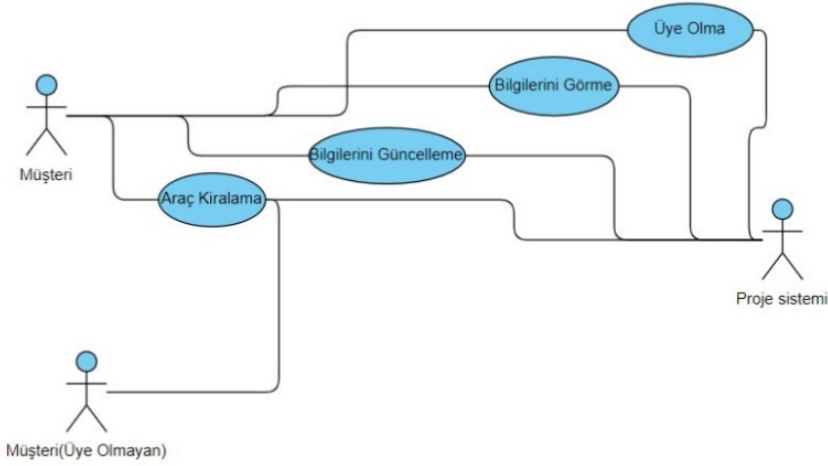 Üye Olma
Bilgilerini Görme
Bilgilerini Güncelleme
Müşteri
Araç Kiralama
Proje sistemi
Müşteri(Üye Olmayan)